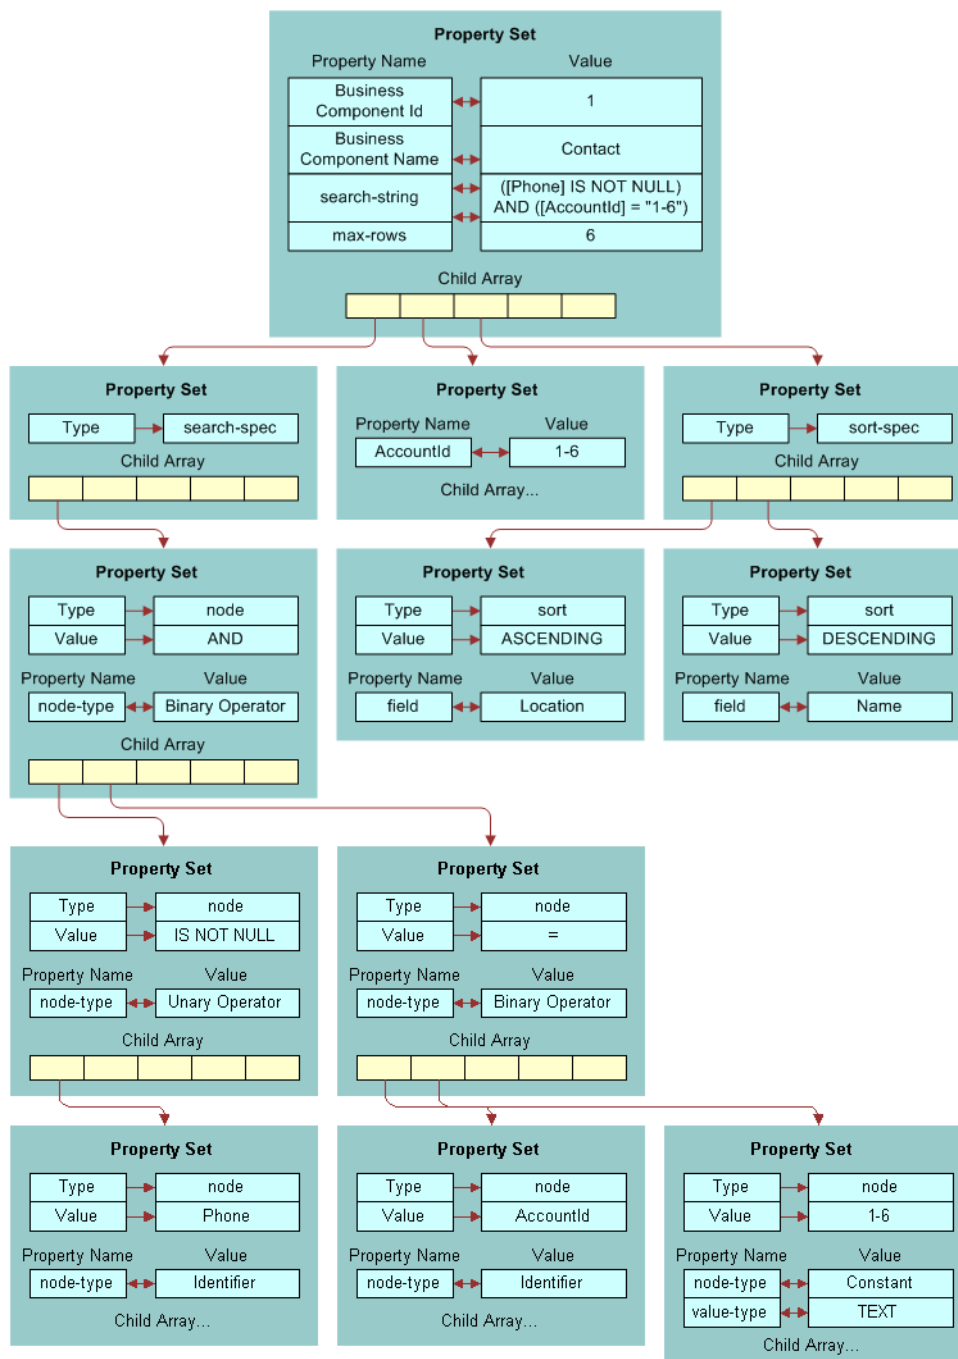 Property Set
Property Name Value
Business Component Id 1
Business Component Name Contact
search-string ([Phone] IS NOT NULL) AND ([AccountId] = "1-6")
max-rows 6
Child Array
Property Set
Type search-spec
Child Array
Property Set
Property Name Value
AccountId 1-6
Child Array...
Property Set
Type sort-spec
Child Array
Property Set
Type node
Value AND
Property Name Value
node-type Binary Operator
Child Array
Property Set
Type sort
Value ASCENDING
Property Name Value
field Location
Property Set
Type sort
Value DESCENDING
Property Name Value
field Name
Property Set
Type node
Value IS NOT NULL
Property Name Value
node-type Unary Operator
Child Array
Property Set
Type node
Value =
Property Name Value
node-type Binary Operator
Child Array
Property Set
Type node
Value Phone
Property Name Value
node-type Identifier
Child Array...
Property Set
Type node
Value AccountId
Property Name Value
node-type Identifier
Child Array...
Property Set
Type node
Value 1-6
Property Name Value
node-type Constant
value-type TEXT
Child Array...